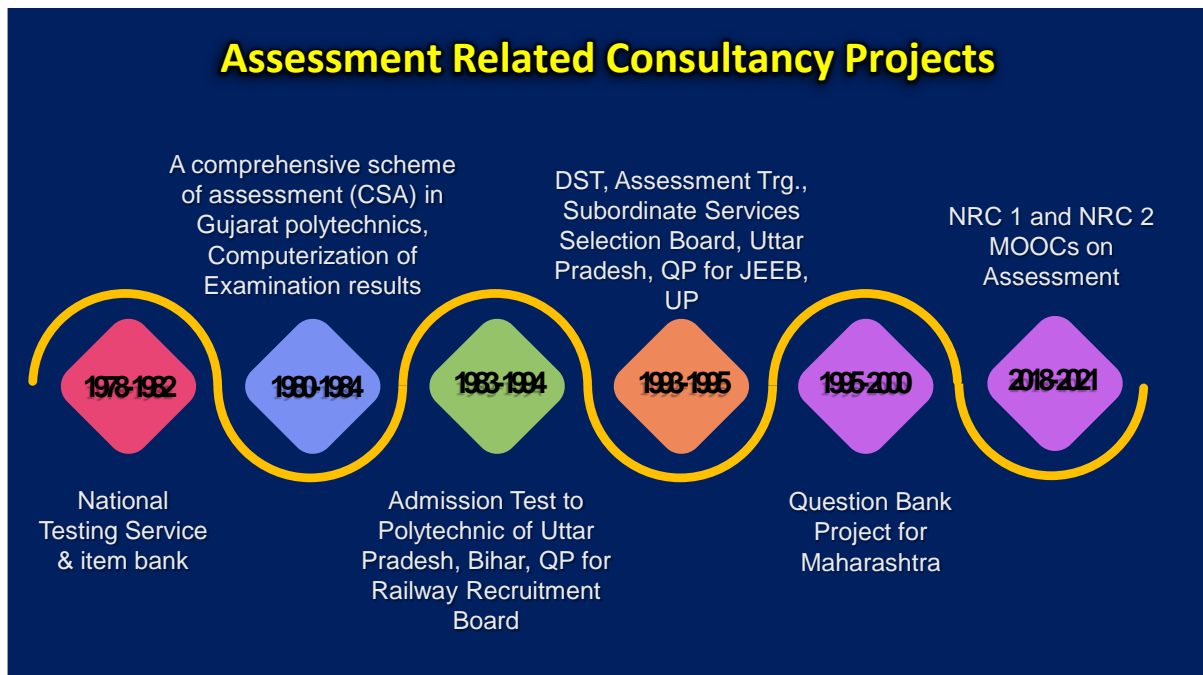 Assessment Related Consultancy Projects
1978-1982
National
Testing Service
& item bank
A comprehensive scheme
of assessment (CSA) in
Gujarat polytechnics,
Computerization of
Examination results
1980-1984
1983-1994
Admission Test to
Polytechnic of Uttar
Pradesh, Bihar, QP for
Railway Recruitment
Board
DST, Assessment Trg.,
Subordinate Services
Selection Board, Uttar
Pradesh, QP for JEEB,
UP
1993-1995
1995-2000
Question Bank
Project for
Maharashtra
NRC 1 and NRC 2
MOOCs on
Assessment
2018-2021